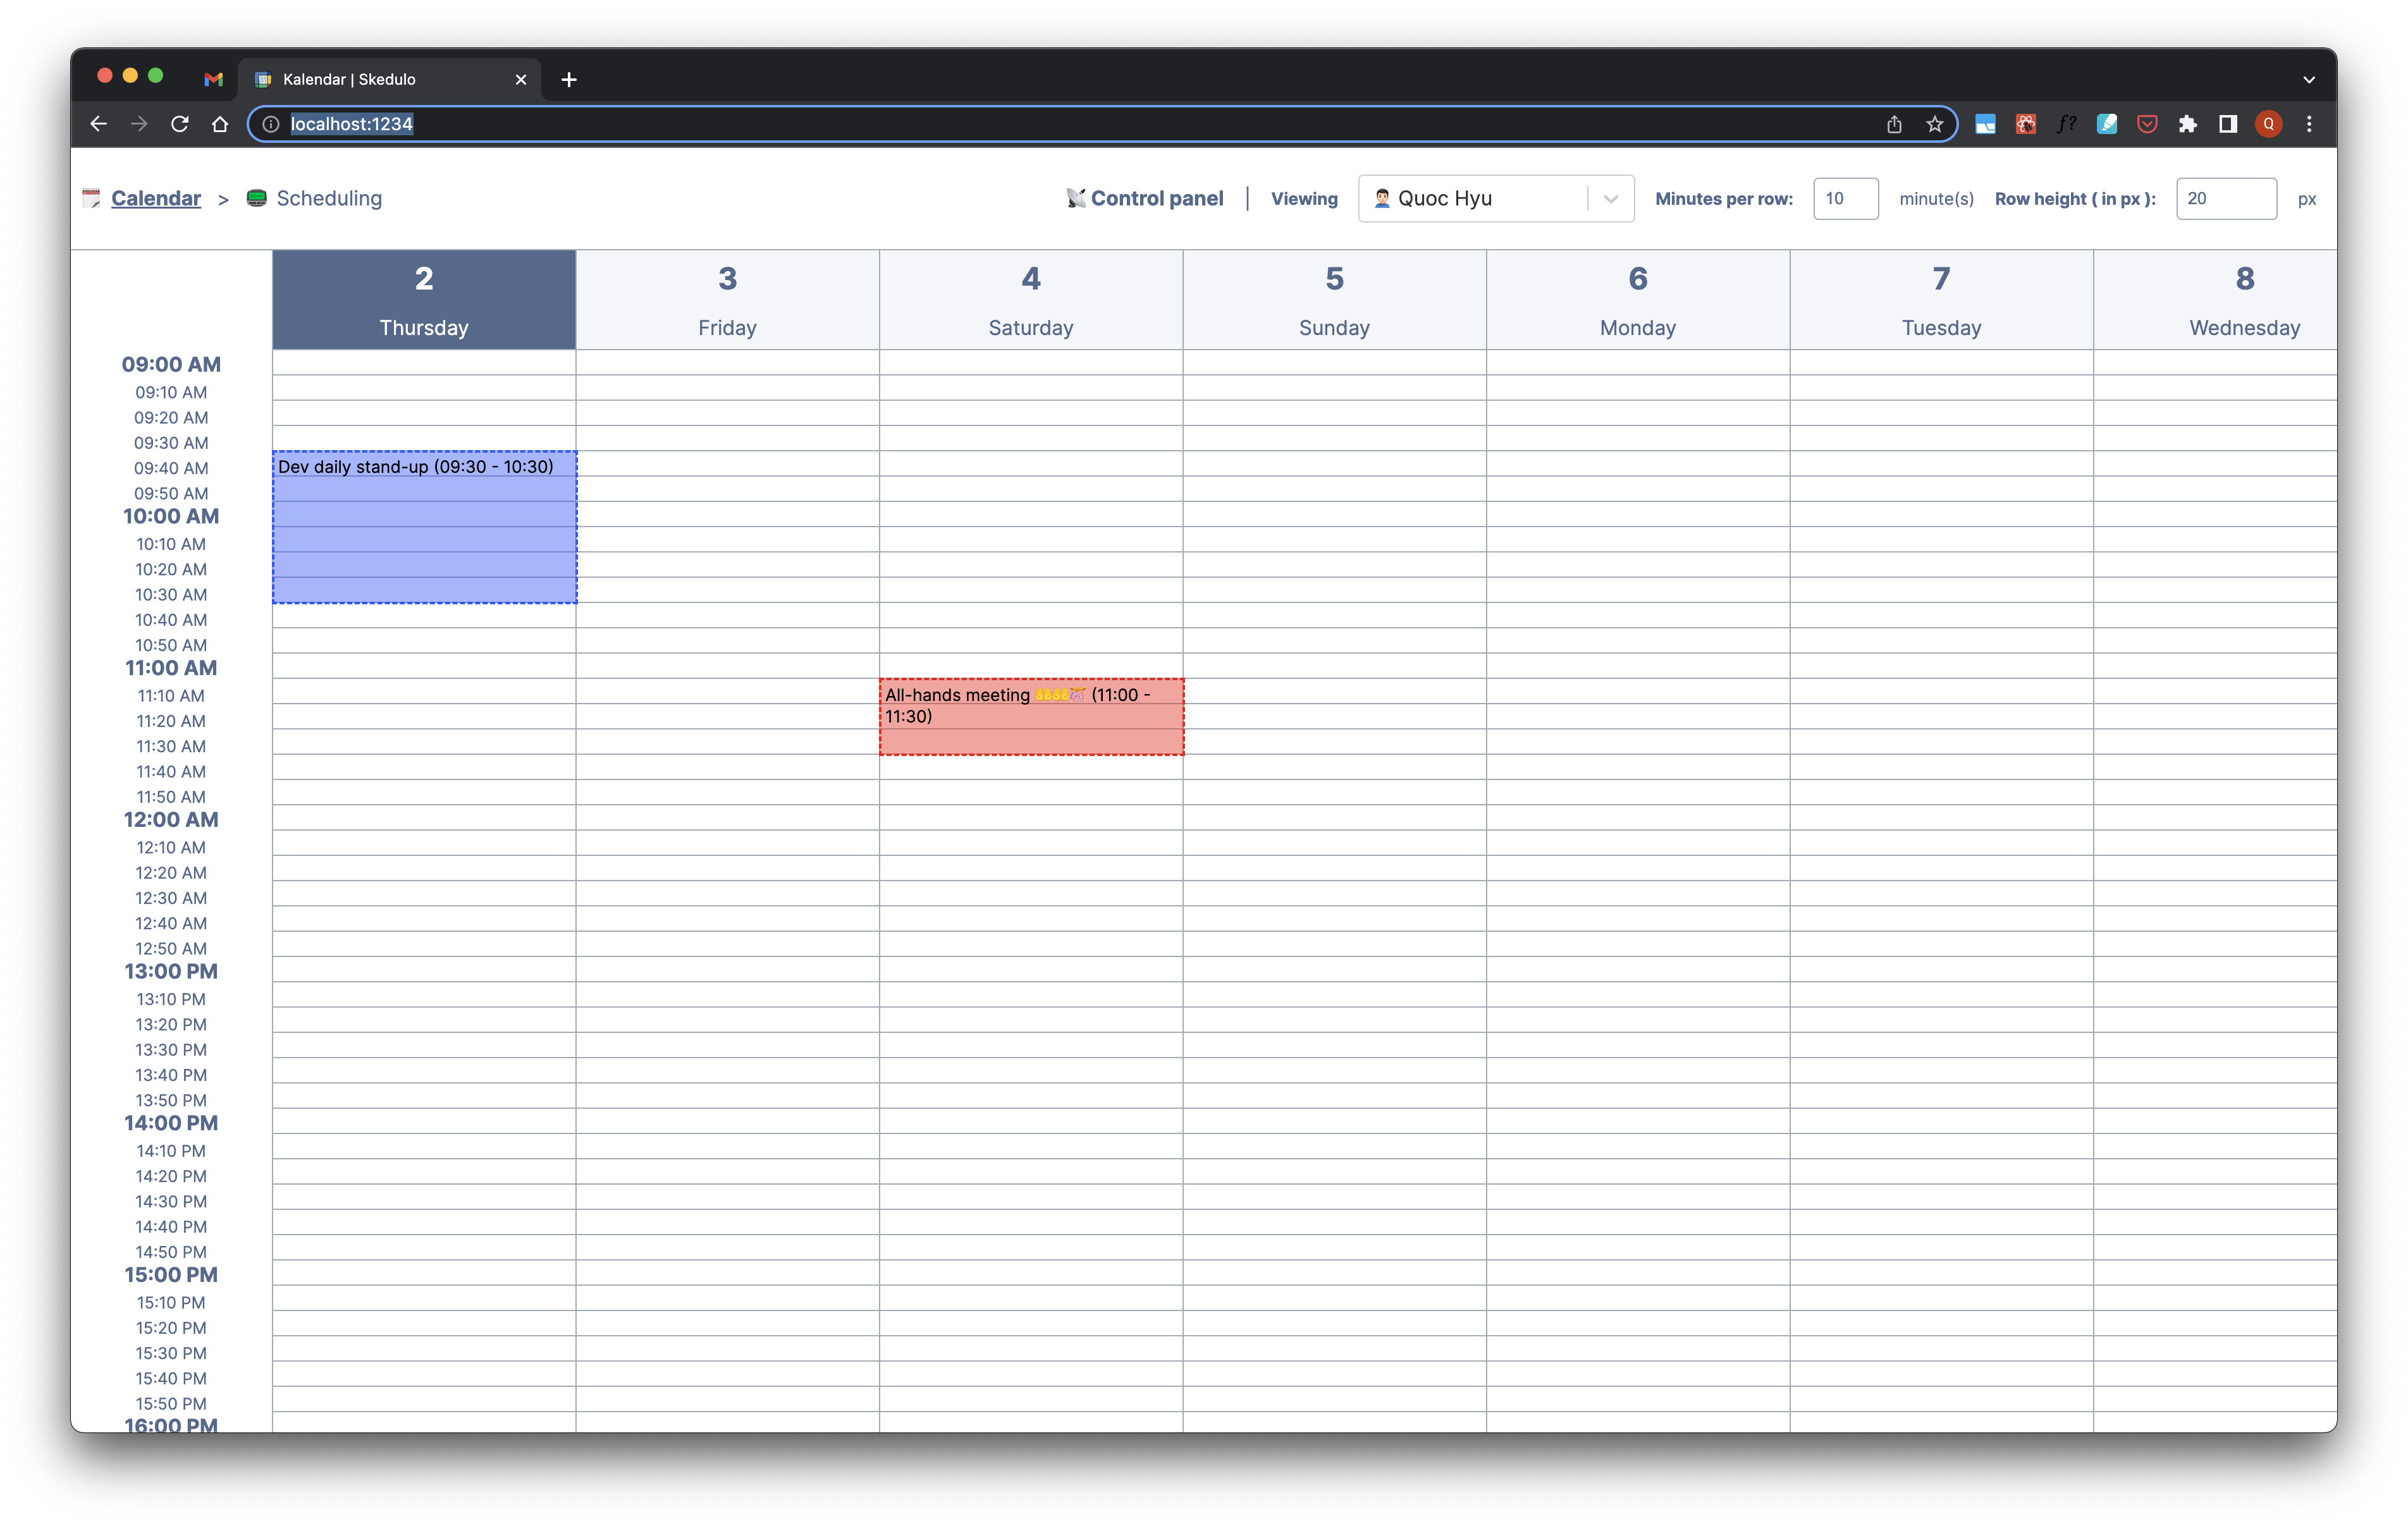 Kalendar | Skedulo
localhost:1234
f?
Q
Calendar > Scheduling
Control panel | Viewing Quoc Hyu Minutes per row: 10 minute(s) Row height ( in px ): 20 px
2 3 4 5 6 7 8
Thursday Friday Saturday Sunday Monday Tuesday Wednesday
09:00 AM
09:10 AM
09:20 AM
09:30 AM
Dev daily stand-up (09:30 - 10:30)
09:40 AM
09:50 AM
10:00 AM
10:10 AM
10:20 AM
10:30 AM
10:40 AM
10:50 AM
11:00 AM
All-hands meeting 👐👐🎊 (11:00 -
11:30)
11:10 AM
11:20 AM
11:30 AM
11:40 AM
11:50 AM
12:00 AM
12:10 AM
12:20 AM
12:30 AM
12:40 AM
12:50 AM
13:00 PM
13:10 PM
13:20 PM
13:30 PM
13:40 PM
13:50 PM
14:00 PM
14:10 PM
14:20 PM
14:30 PM
14:40 PM
14:50 PM
15:00 PM
15:10 PM
15:20 PM
15:30 PM
15:40 PM
15:50 PM
16:00 PM